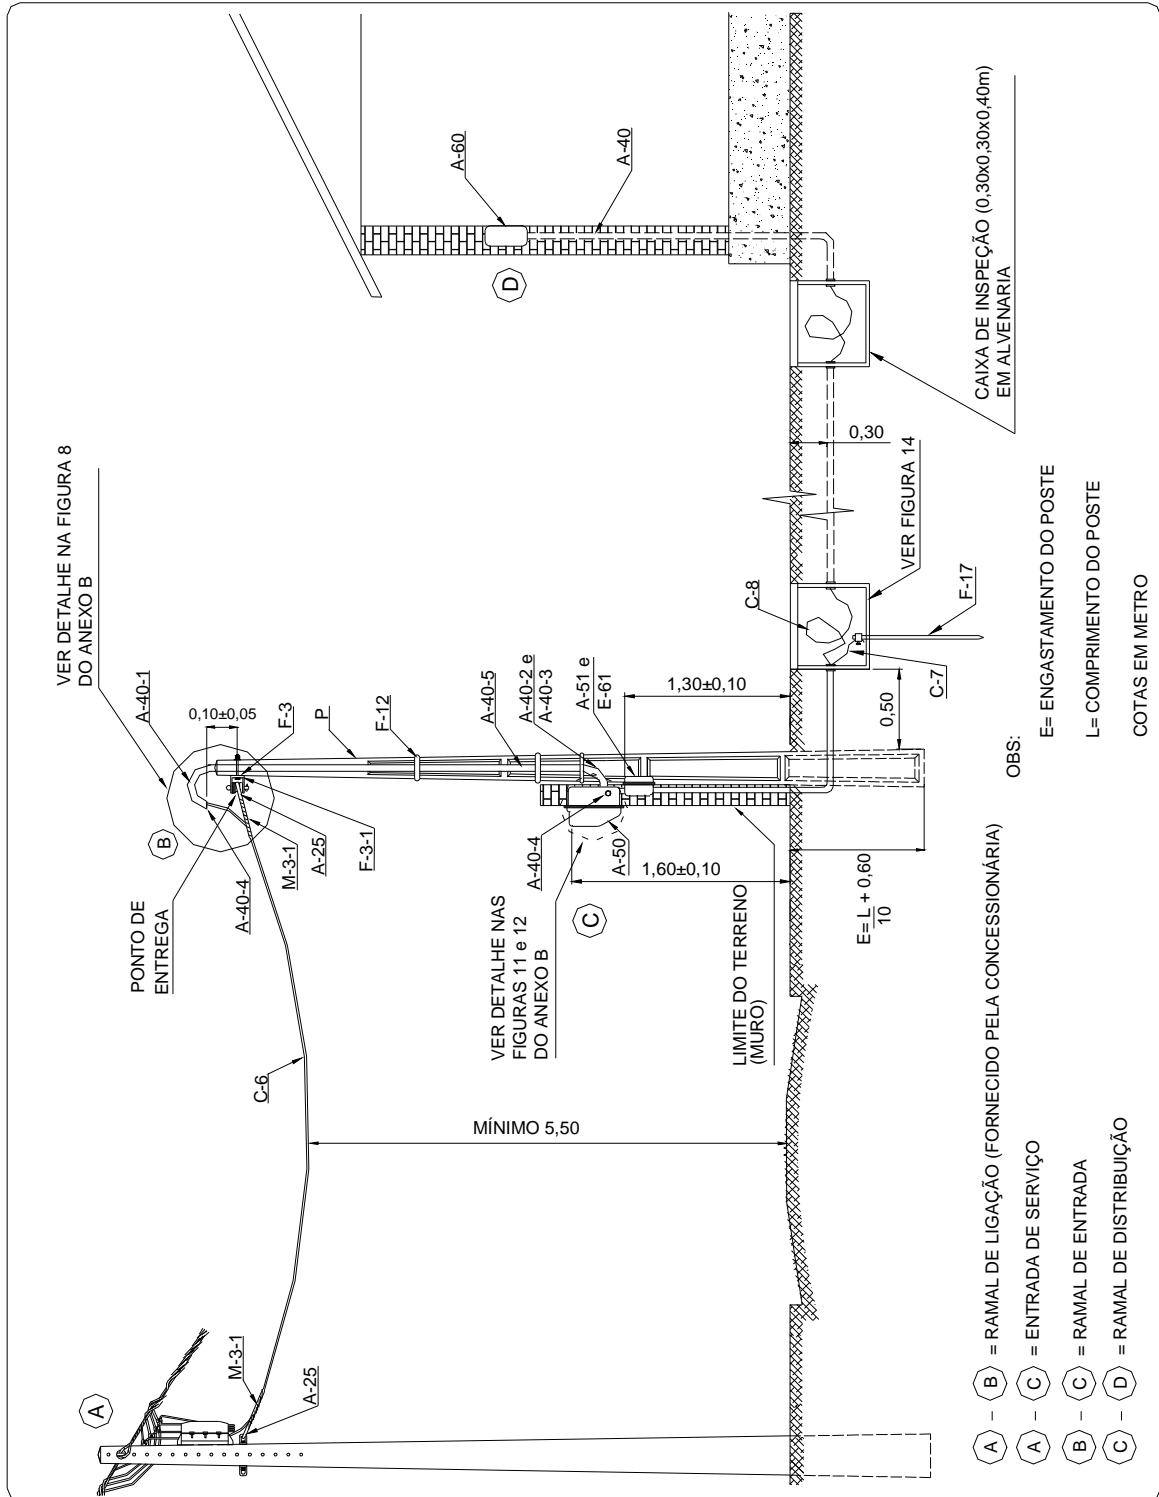 VER DETALHE NA FIGURA 8
DO ANEXO B
A-40-1
0,10±0,05
F-3
P
F-12
A-40-5
A-40-2 e
A-40-3
A-51 e
E-61
1,30±0,10
B
PONTO DE
ENTREGA
A-40-4
M-3-1
A-25
F-3-1
VER DETALHE NAS
FIGURAS 11 e 12
DO ANEXO B
C
A-40-4
A-50
1,60±0,10
LIMITE DO TERRENO
(MURO)
E= L + 0,60
10
C-6
MÍNIMO 5,50
A
M-3-1
A-25
A-60
A-40
D
CAIXA DE INSPEÇÃO (0,30x0,30x0,40m)
EM ALVENARIA
0,30
VER FIGURA 14
C-8
F-17
C-7
0,50
A - B = RAMAL DE LIGAÇÃO (FORNECIDO PELA CONCESSIONÁRIA)
A - C = ENTRADA DE SERVIÇO
B - C = RAMAL DE ENTRADA
C - D = RAMAL DE DISTRIBUIÇÃO
OBS:
E= ENGASTAMENTO DO POSTE
L= COMPRIMENTO DO POSTE
COTAS EM METRO